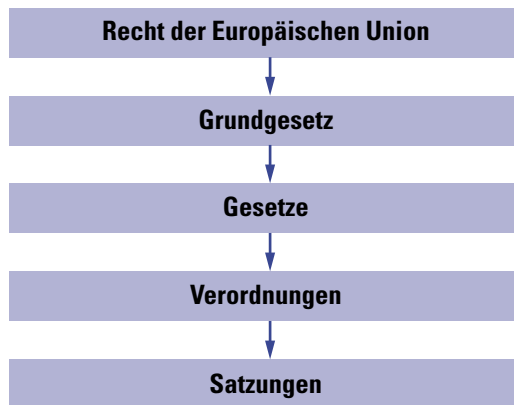 Recht der Europäischen Union
Grundgesetz
Gesetze
Verordnungen
Satzungen